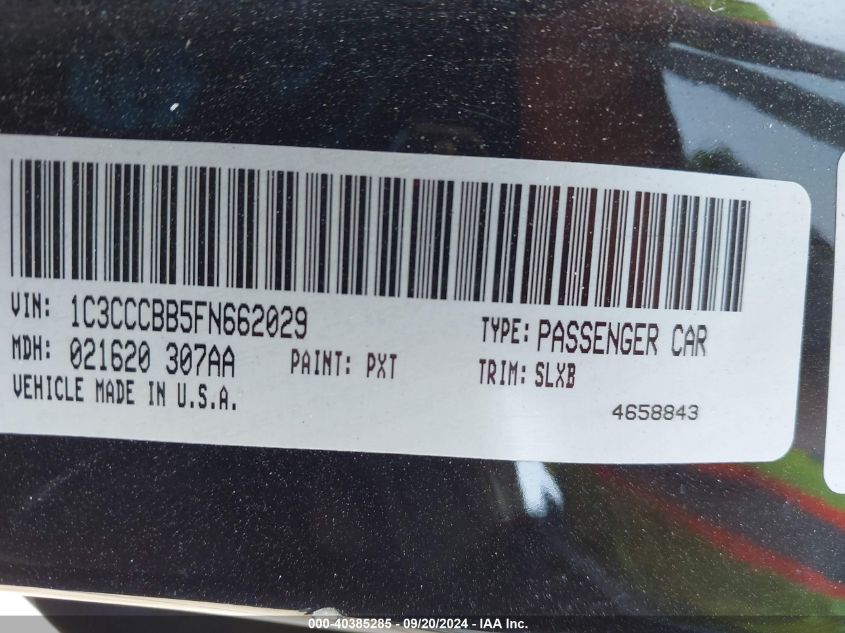 VIN: 1C3CCCBB5FN662029 TYPE: PASSENGER CAR
MDH: 021620 307AA PAINT: PXT TRIM: SLXB
VEHICLE MADE IN U.S.A. 4658843
000-40385285 - 09/20/2024 - IAA Inc.